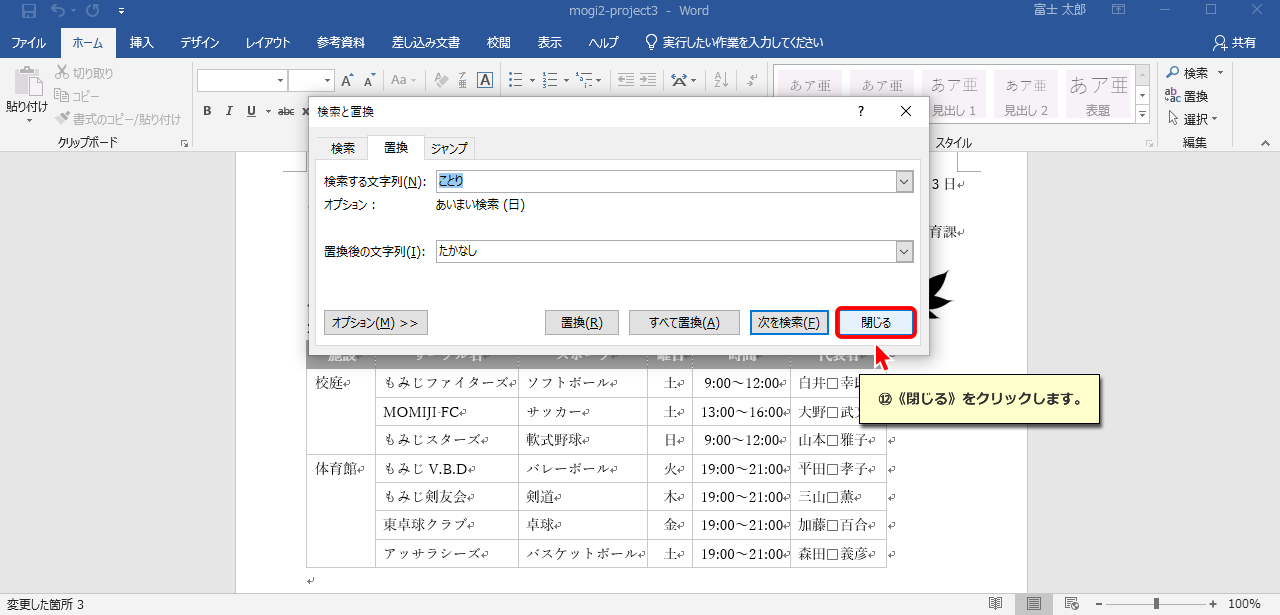 mogi2-project3 - Word
富士 太郎
ファイル ホーム 挿入 デザイン レイアウト 参考資料 差し込み文書 校閲 表示 ヘルプ 実行したい作業を入力してください 共有
貼り付け
切り取り
コピー
書式のコピー/貼り付け
クリップボード
B I U abc x
Aa
A
あア亜 あア亜 あア亜 あア亜 あア亜
見出し 1 見出し 2 表題
スタイル
検索
置換
選択
編集
検索と置換
? ×
検索 置換 ジャンプ
検索する文字列(N): ことり
オプション : あいまい検索 (日)
置換後の文字列(I): たかなし
オプション(M) >> 置換(R) すべて置換(A) 次を検索(F) 閉じる
3 日
育課
⑫《閉じる》をクリックします。
校庭 もみじファイターズ ソフトボール 土 9:00～12:00 白井□幸
MOMIJI FC サッカー 土 13:00～16:00 大野□武
もみじスターズ 軟式野球 日 9:00～12:00 山本□雅子
体育館 もみじ V.B.D バレーボール 火 19:00～21:00 平田□孝子
もみじ剣友会 剣道 木 19:00～21:00 三山□薫
東卓球クラブ 卓球 金 19:00～21:00 加藤□百合
アッサラシーズ バスケットボール 土 19:00～21:00 森田□義彦
変更した箇所 3
100%